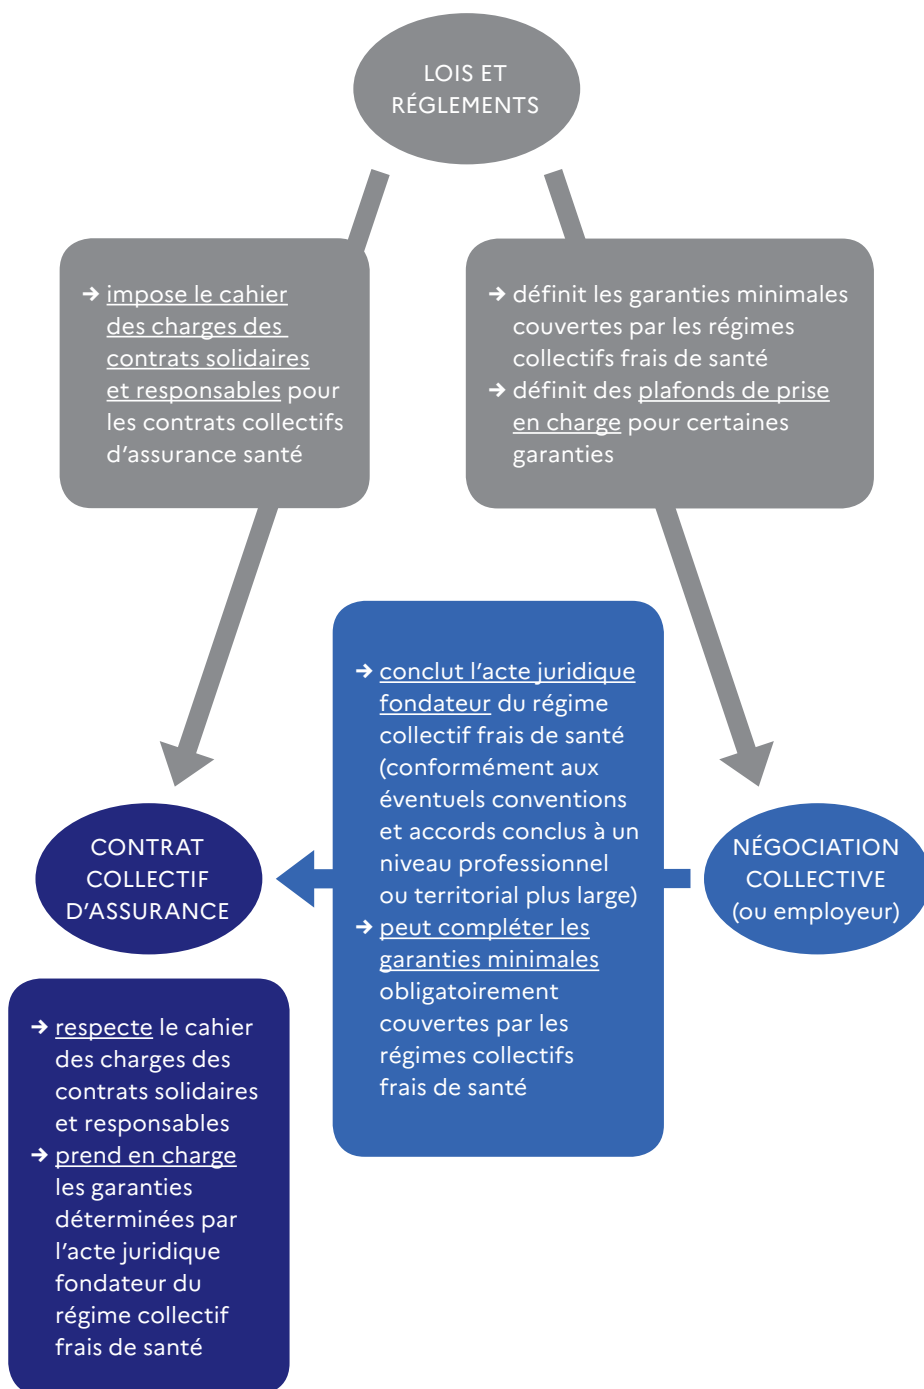 LOIS ET
RÉGLEMENTS
→ impose le cahier
des charges des
contrats solidaires
et responsables pour
les contrats collectifs
d’assurance santé
→ définit les garanties minimales
couvertes par les régimes
collectifs frais de santé
→ définit des plafonds de prise
en charge pour certaines
garanties
→ conclut l’acte juridique
fondateur du régime
collectif frais de santé
(conformément aux
éventuels conventions
et accords conclus à un
niveau professionnel
ou territorial plus large)
→ peut compléter les
garanties minimales
obligatoirement
couvertes par les
régimes collectifs
frais de santé
CONTRAT
COLLECTIF
D’ASSURANCE
NÉGOCIATION
COLLECTIVE
(ou employeur)
→ respecte le cahier
des charges des
contrats solidaires
et responsables
→ prend en charge
les garanties
déterminées par
l’acte juridique
fondateur du
régime collectif
frais de santé